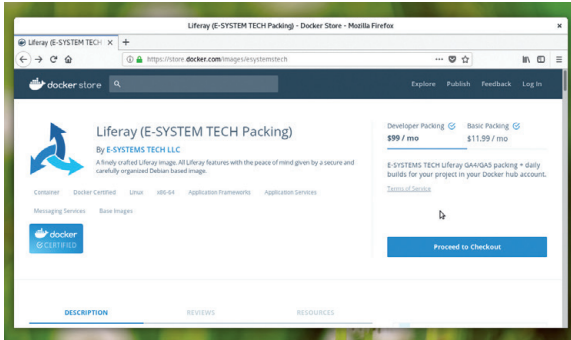 Liferay (E-SYSTEM TECH Packing) - Docker Store - Mozilla Firefox
Liferay (E-SYSTEM TECH
https://store.docker.com/images/esystemstech
docker store
Explore Publish Feedback Log In
Liferay (E-SYSTEM TECH Packing)
By E-SYSTEMS TECH LLC
A finely crafted Liferay image. All Liferay features with the peace of mind given by a secure and
carefully organized Debian based image.
Container Docker Certified Linux x86-64 Application Frameworks Application Services
Messaging Services Base Images
docker
CERTIFIED
Developer Packing Basic Packing
$99 / mo $11.99 / mo
E-SYSTEMS TECH Liferay GA4/GA5 packing + daily
builds for your project in your Docker hub account.
Terms of Service
Proceed to Checkout
DESCRIPTION REVIEWS RESOURCES